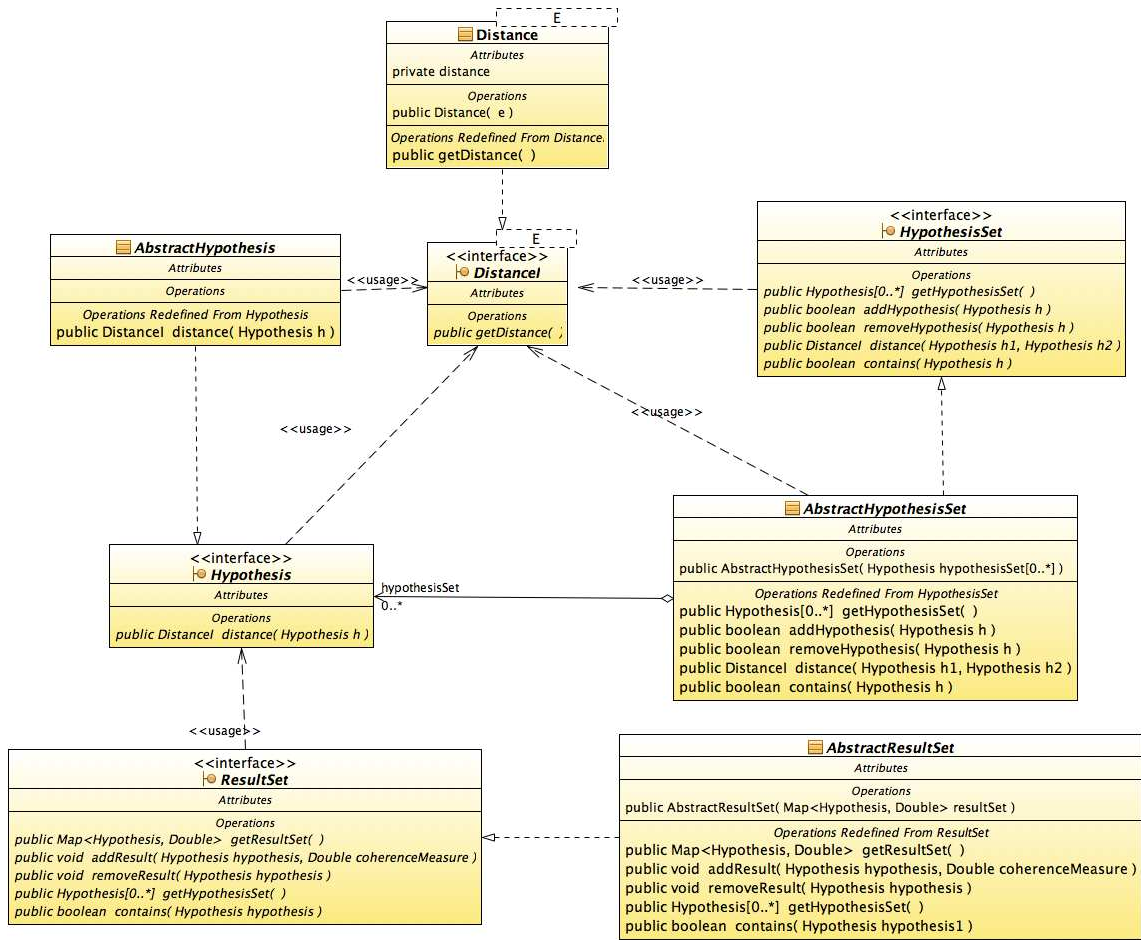 E
Distance
Attributes
private distance
Operations
public Distance( e )
Operations Redefined From Distance
public getDistance( )
AbstractHypothesis
Attributes
Operations
Operations Redefined From Hypothesis
public DistanceI distance( Hypothesis h )
<<usage>>
E
<<interface>>
DistanceI
Attributes
Operations
public getDistance( )
<<usage>>
<<interface>>
HypothesisSet
Attributes
Operations
public Hypothesis[0..*] getHypothesisSet( )
public boolean addHypothesis( Hypothesis h )
public boolean removeHypothesis( Hypothesis h )
public DistanceI distance( Hypothesis h1, Hypothesis h2 )
public boolean contains( Hypothesis h )
<<usage>>
<<usage>>
<<interface>>
Hypothesis
Attributes
Operations
public DistanceI distance( Hypothesis h )
hypothesisSet
0..*
AbstractHypothesisSet
Attributes
Operations
public AbstractHypothesisSet( Hypothesis hypothesisSet[0..*] )
Operations Redefined From HypothesisSet
public Hypothesis[0..*] getHypothesisSet( )
public boolean addHypothesis( Hypothesis h )
public boolean removeHypothesis( Hypothesis h )
public DistanceI distance( Hypothesis h1, Hypothesis h2 )
public boolean contains( Hypothesis h )
<<usage>>
<<interface>>
ResultSet
Attributes
Operations
public Map<Hypothesis, Double> getResultSet( )
public void addResult( Hypothesis hypothesis, Double coherenceMeasure )
public void removeResult( Hypothesis hypothesis )
public Hypothesis[0..*] getHypothesisSet( )
public boolean contains( Hypothesis hypothesis )
AbstractResultSet
Attributes
Operations
public AbstractResultSet( Map<Hypothesis, Double> resultSet )
Operations Redefined From ResultSet
public Map<Hypothesis, Double> getResultSet( )
public void addResult( Hypothesis hypothesis, Double coherenceMeasure )
public void removeResult( Hypothesis hypothesis )
public Hypothesis[0..*] getHypothesisSet( )
public boolean contains( Hypothesis hypothesis1 )